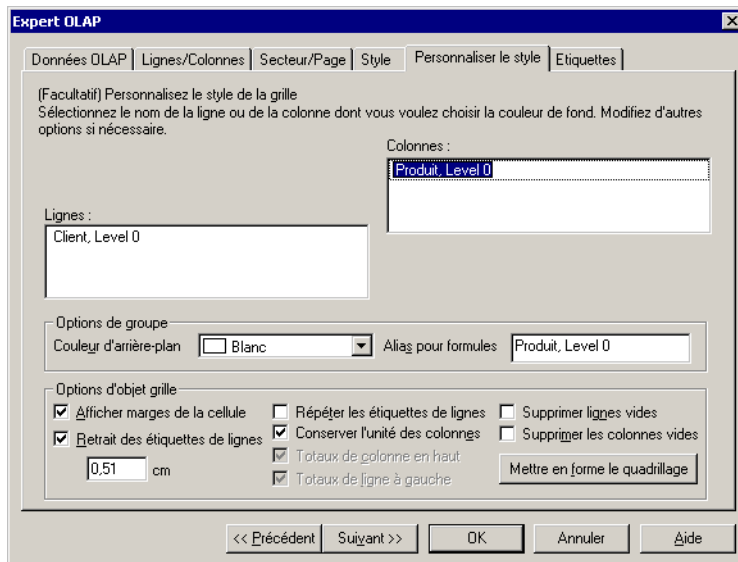 Expert OLAP
Données OLAP Lignes/Colonnes Secteur/Page Style Personnaliser le style Etiquettes
(Facultatif) Personnalisez le style de la grille
Sélectionnez le nom de la ligne ou de la colonne dont vous voulez choisir la couleur de fond. Modifiez d'autres
options si nécessaire.
Colonnes :
Produit, Level 0
Lignes :
Client, Level 0
Options de groupe
Couleur d'arrière-plan Blanc Alias pour formules Produit, Level 0
Options d'objet grille
Afficher marges de la cellule Répéter les étiquettes de lignes Supprimer lignes vides
Retrait des étiquettes de lignes Conserver l'unité des colonnes Supprimer les colonnes vides
0,51 cm Totaux de colonne en haut Mettre en forme le quadrillage
Totaux de ligne à gauche
<< Précédent Suivant >> OK Annuler Aide